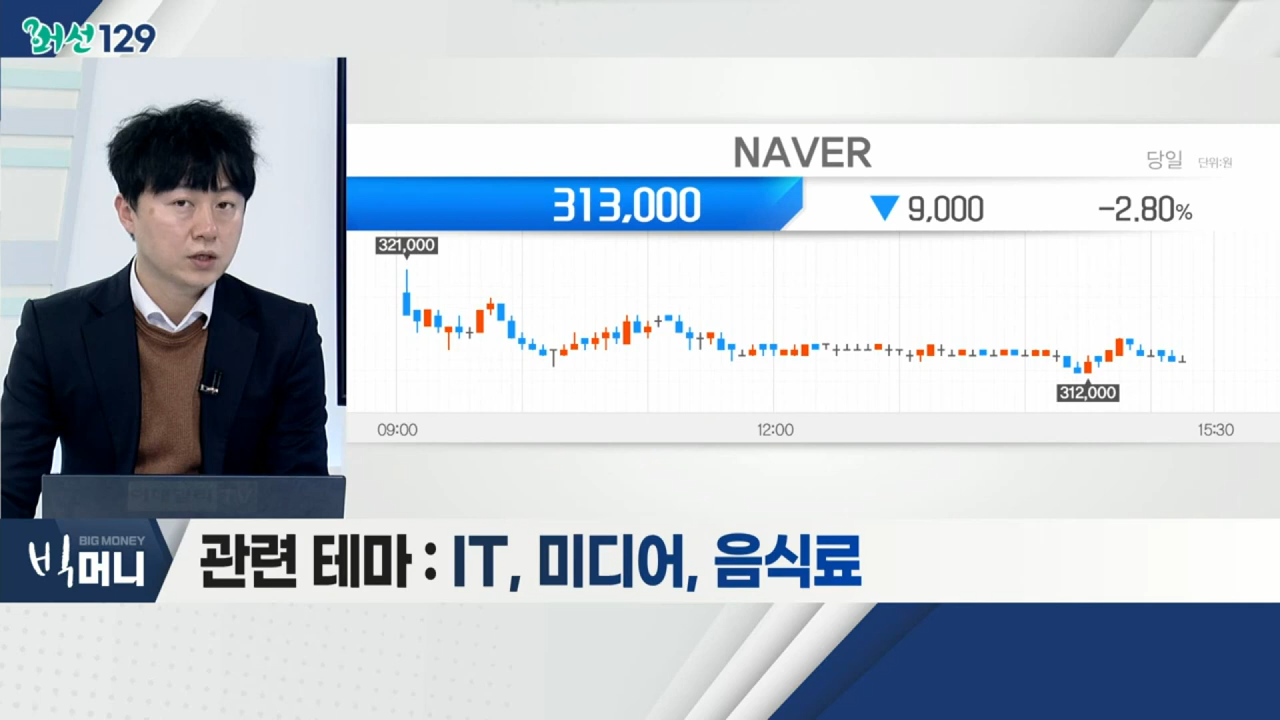 머선129
NAVER
당일 단위:원
313,000 ▼ 9,000 -2.80%
321,000
312,000
09:00 12:00 15:30
BIG MONEY
빅머니
관련 테마 : IT, 미디어, 음식료